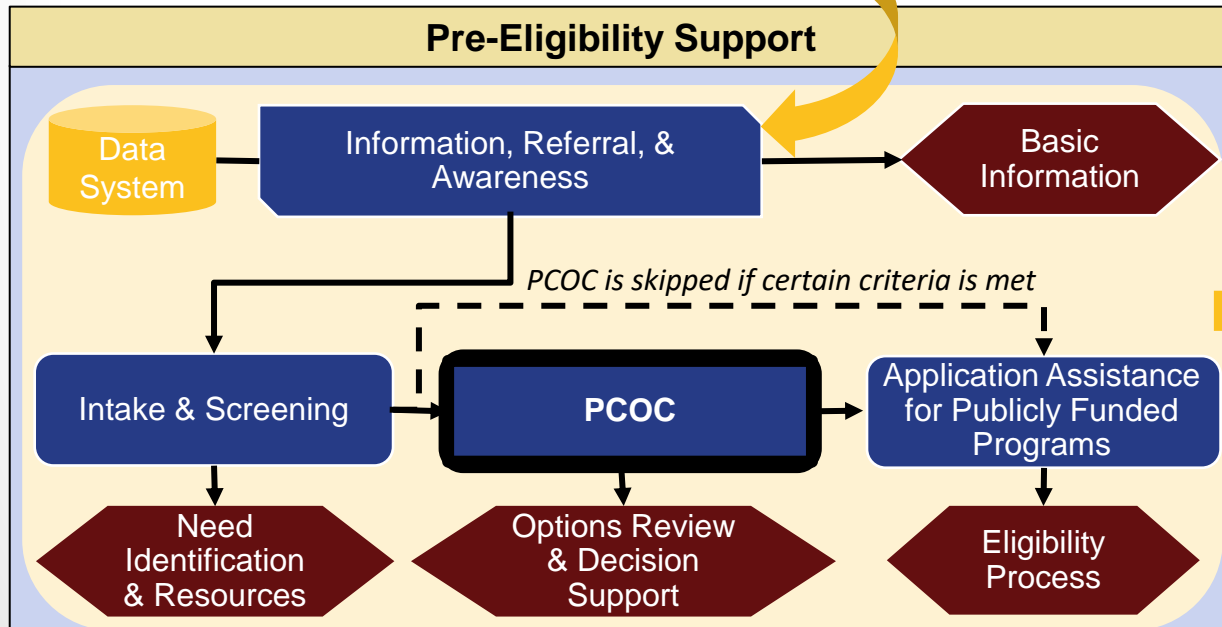 Pre-Eligibility Support
Data
System
Information, Referral, &
Awareness
Basic
Information
PCOC is skipped if certain criteria is met
Intake & Screening
PCOC
Application Assistance
for Publicly Funded
Programs
Need
Identification
& Resources
Options Review
& Decision
Support
Eligibility
Process